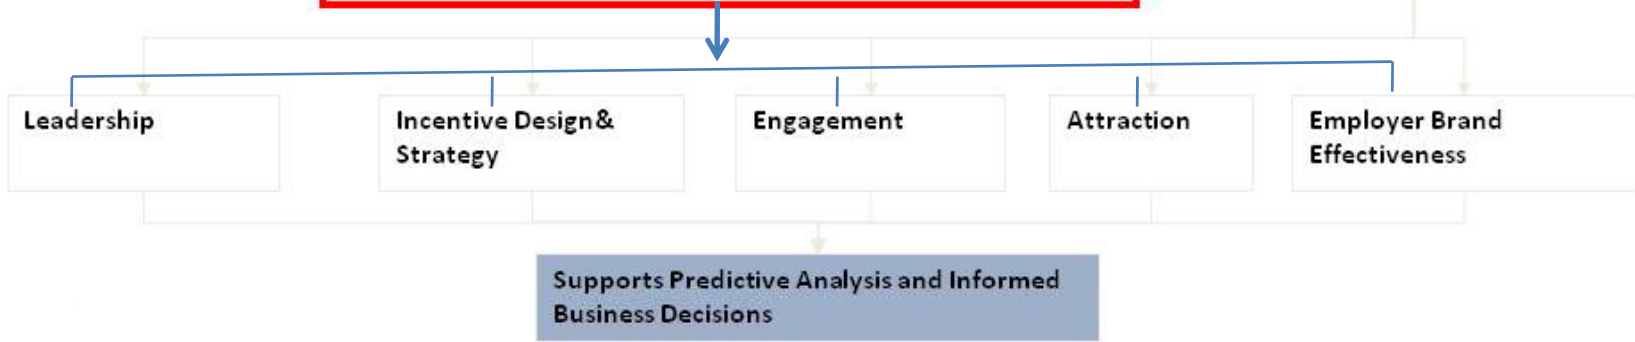 Leadership
Incentive Design&
Strategy
Engagement
Attraction
Employer Brand
Effectiveness
Supports Predictive Analysis and Informed
Business Decisions